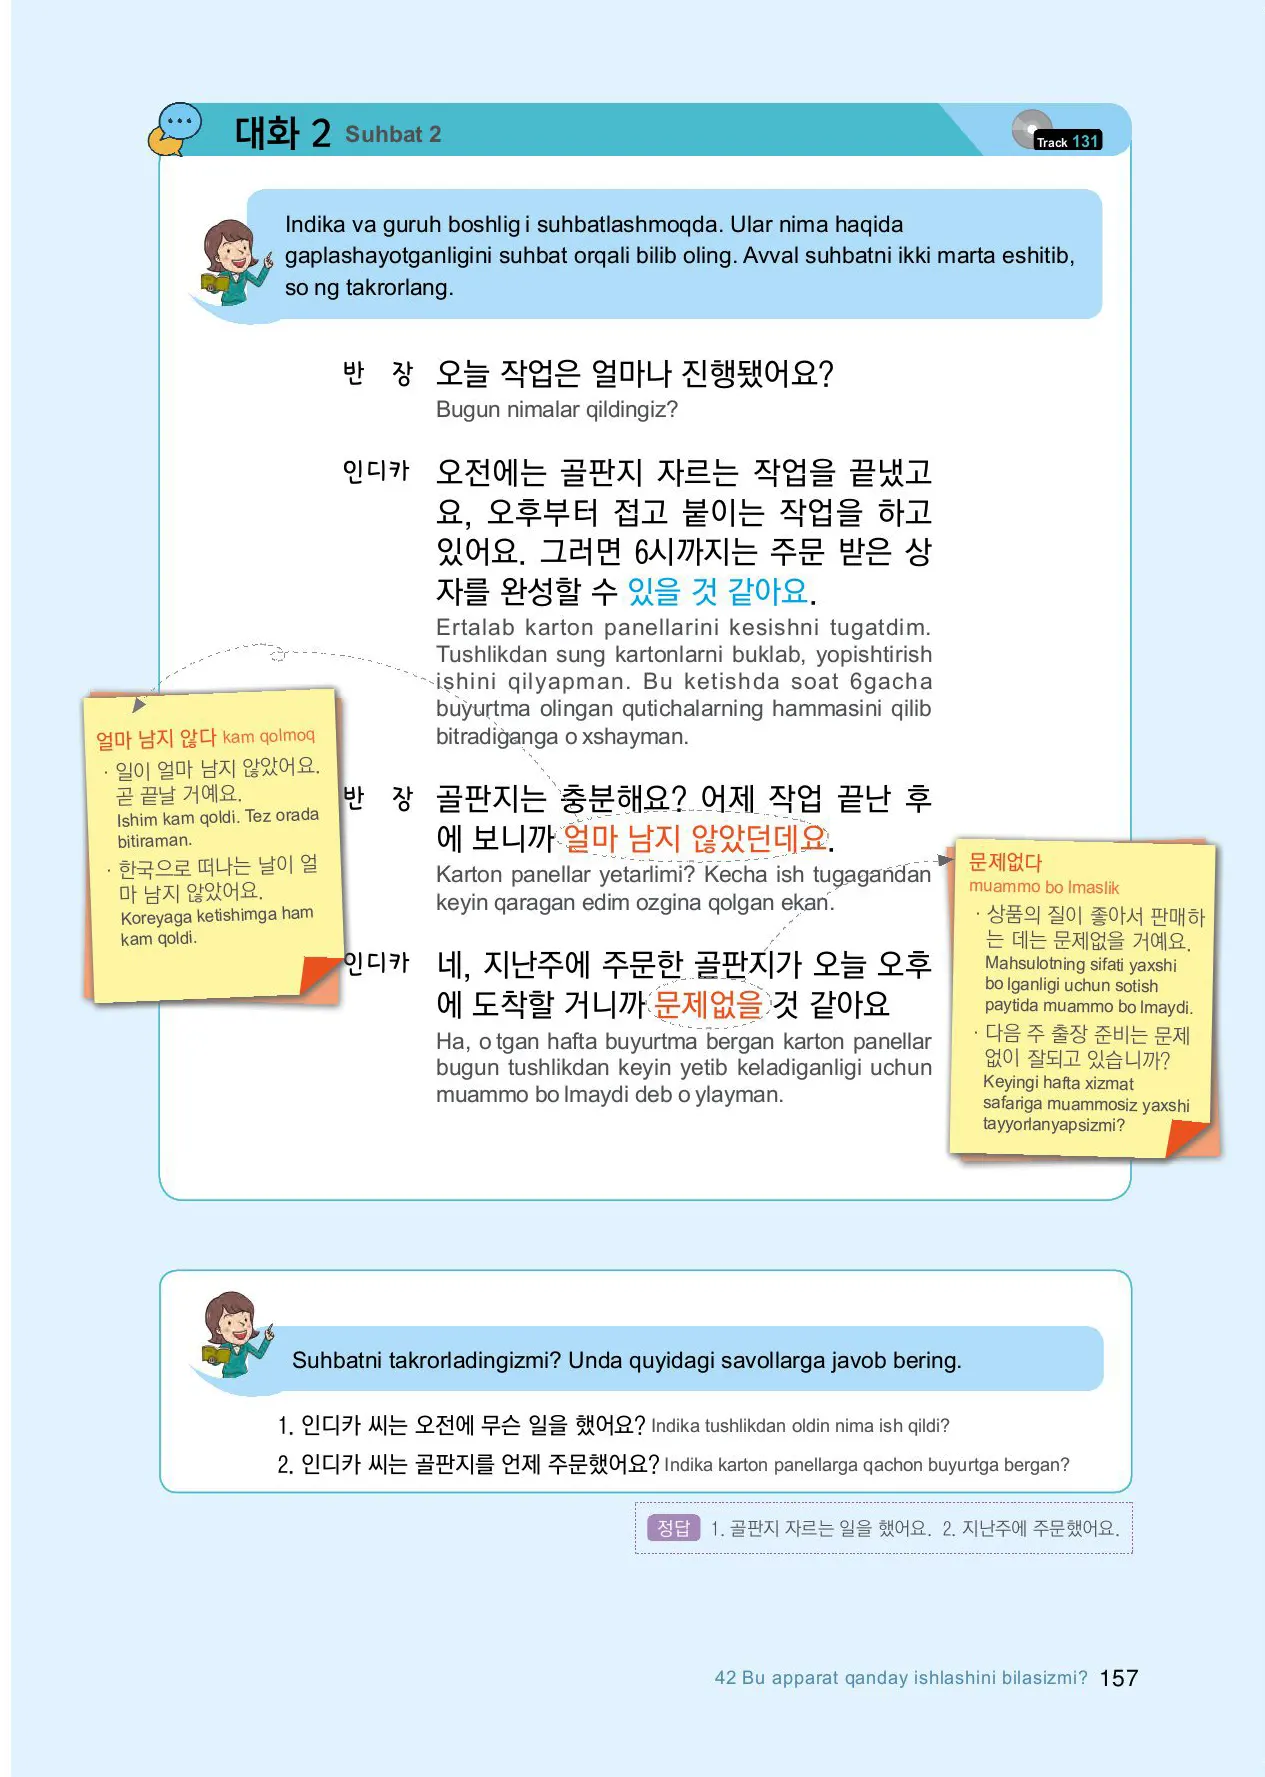 대화 2 Suhbat 2
Track 131
Indika va guruh boshlig i suhbatlashmoqda. Ular nima haqida
gaplashayotganligini suhbat orqali bilib oling. Avval suhbatni ikki marta eshitib,
so ng takrorlang.
반 장 오늘 작업은 얼마나 진행됐어요?
Bugun nimalar qildingiz?
인디카 오전에는 골판지 자르는 작업을 끝냈고
요, 오후부터 접고 붙이는 작업을 하고
있어요. 그러면 6시까지는 주문 받은 상
자를 완성할 수 있을 것 같아요.
Ertalab karton panellarini kesishni tugatdim.
Tushlikdan sung kartonlarni buklab, yopishtirish
ishini qilyapman. Bu ketishda soat 6gacha
buyurtma olingan qutichalarning hammasini qilib
bitradiganga o xshayman.
반 장 골판지는 충분해요? 어제 작업 끝난 후
에 보니까 얼마 남지 않았던데요.
Karton panellar yetarlimi? Kecha ish tugagandan
keyin qaragan edim ozgina qolgan ekan.
인디카 네, 지난주에 주문한 골판지가 오늘 오후
에 도착할 거니까 문제없을 것 같아요
Ha, o tgan hafta buyurtma bergan karton panellar
bugun tushlikdan keyin yetib keladiganligi uchun
muammo bo lmaydi deb o ylayman.
얼마 남지 않다 kam qolmoq
· 일이 얼마 남지 않았어요.
곧 끝날 거예요.
Ishim kam qoldi. Tez orada
bitiraman.
· 한국으로 떠나는 날이 얼
마 남지 않았어요.
Koreyaga ketishimga ham
kam qoldi.
문제없다
muammo bo lmaslik
· 상품의 질이 좋아서 판매하
는 데는 문제없을 거예요.
Mahsulotning sifati yaxshi
bo lganligi uchun sotish
paytida muammo bo lmaydi.
· 다음 주 출장 준비는 문제
없이 잘되고 있습니까?
Keyingi hafta xizmat
safariga muammosiz yaxshi
tayyorlanyapsizmi?
Suhbatni takrorladingizmi? Unda quyidagi savollarga javob bering.
1. 인디카 씨는 오전에 무슨 일을 했어요? Indika tushlikdan oldin nima ish qildi?
2. 인디카 씨는 골판지를 언제 주문했어요? Indika karton panellarga qachon buyurtga bergan?
정답 1. 골판지 자르는 일을 했어요. 2. 지난주에 주문했어요.
42 Bu apparat qanday ishlashini bilasizmi? 157